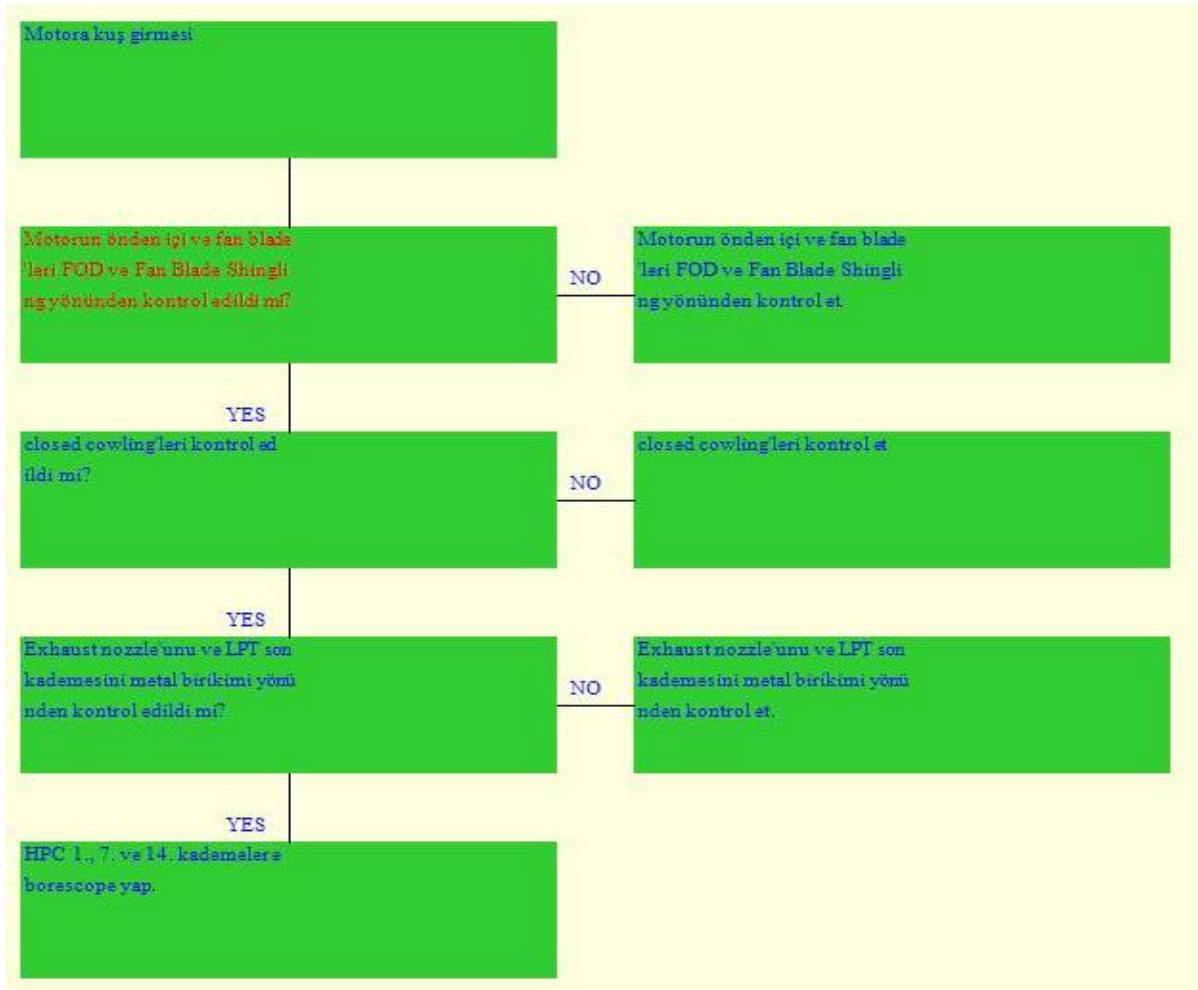 Motora kuş girmesi
Motorun önden içi ve fan blade
'leri FOD ve Fan Blade Shingli
ng yönünden kontrol edildi mi?
NO
Motorun önden içi ve fan blade
'leri FOD ve Fan Blade Shingli
ng yönünden kontrol et.
YES
closed cowling'leri kontrol ed
ildi mi?
NO
closed cowling'leri kontrol et
YES
Exhaust nozzle'unu ve LPT son
kademesini metal birikimi yönü
nden kontrol edildi mi?
NO
Exhaust nozzle'unu ve LPT son
kademesini metal birikimi yönü
nden kontrol et.
YES
HPC 1., 7. ve 14. kademelere
borescope yap.